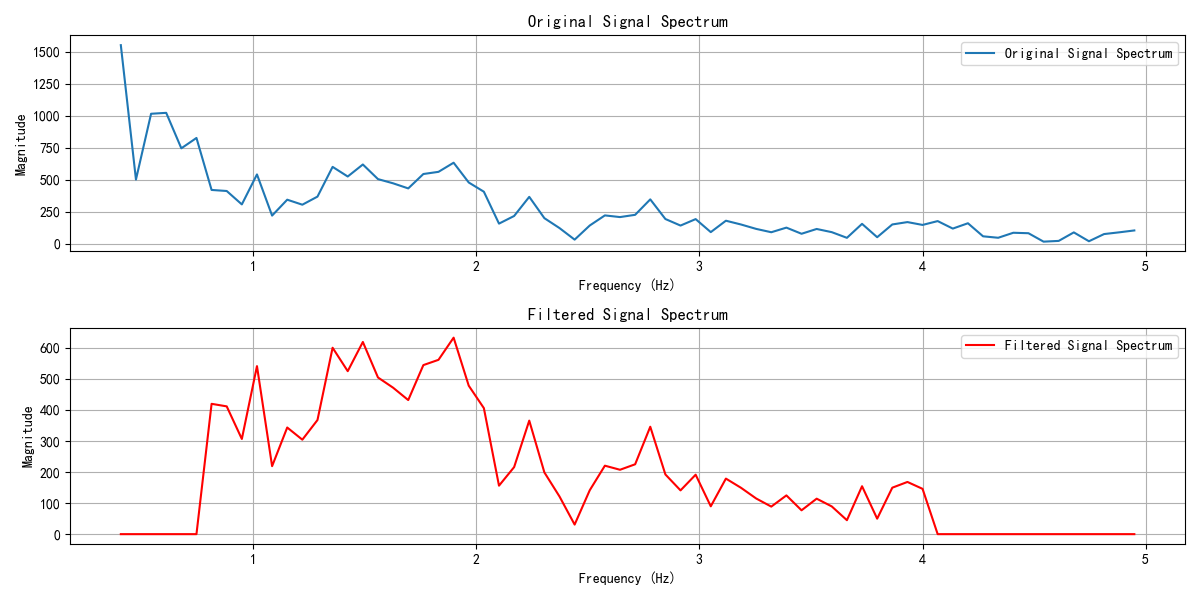 Original Signal Spectrum
Original Signal Spectrum
Magnitude
1500
1250
1000
750
500
250
0
1 2 3 4 5
Frequency (Hz)
Filtered Signal Spectrum
Filtered Signal Spectrum
Magnitude
600
500
400
300
200
100
0
1 2 3 4 5
Frequency (Hz)